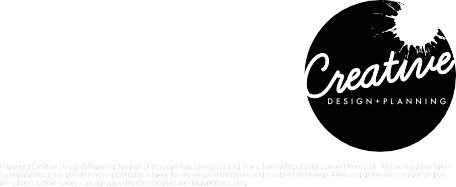 Creative
DESIGN+PLANNING
Copyright Creative Design & Planning. No part of this plan may be reproduced in any form without prior consent from CDP. All care has been taken
in preparation of this plan but no responsibility is taken for any errors or omissions and is subject to change. Areas and dimensions shown on plan
are subject to final survey. Carriageways depicted on plan are diagrammatic only.